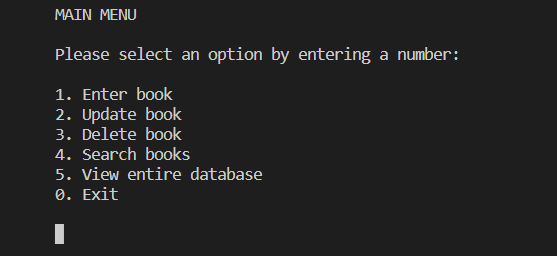 MAIN MENU
Please select an option by entering a number:
1. Enter book
2. Update book
3. Delete book
4. Search books
5. View entire database
0. Exit